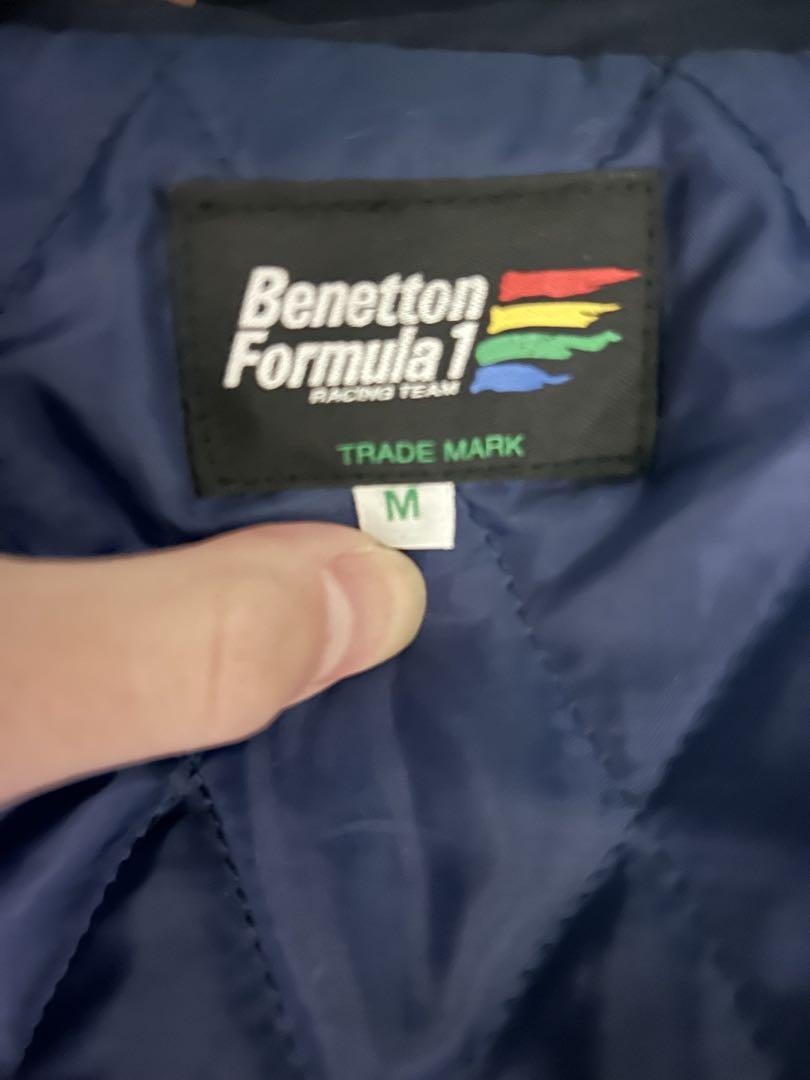 Benetton
Formula 1
RACING TEAM
TRADE MARK
M